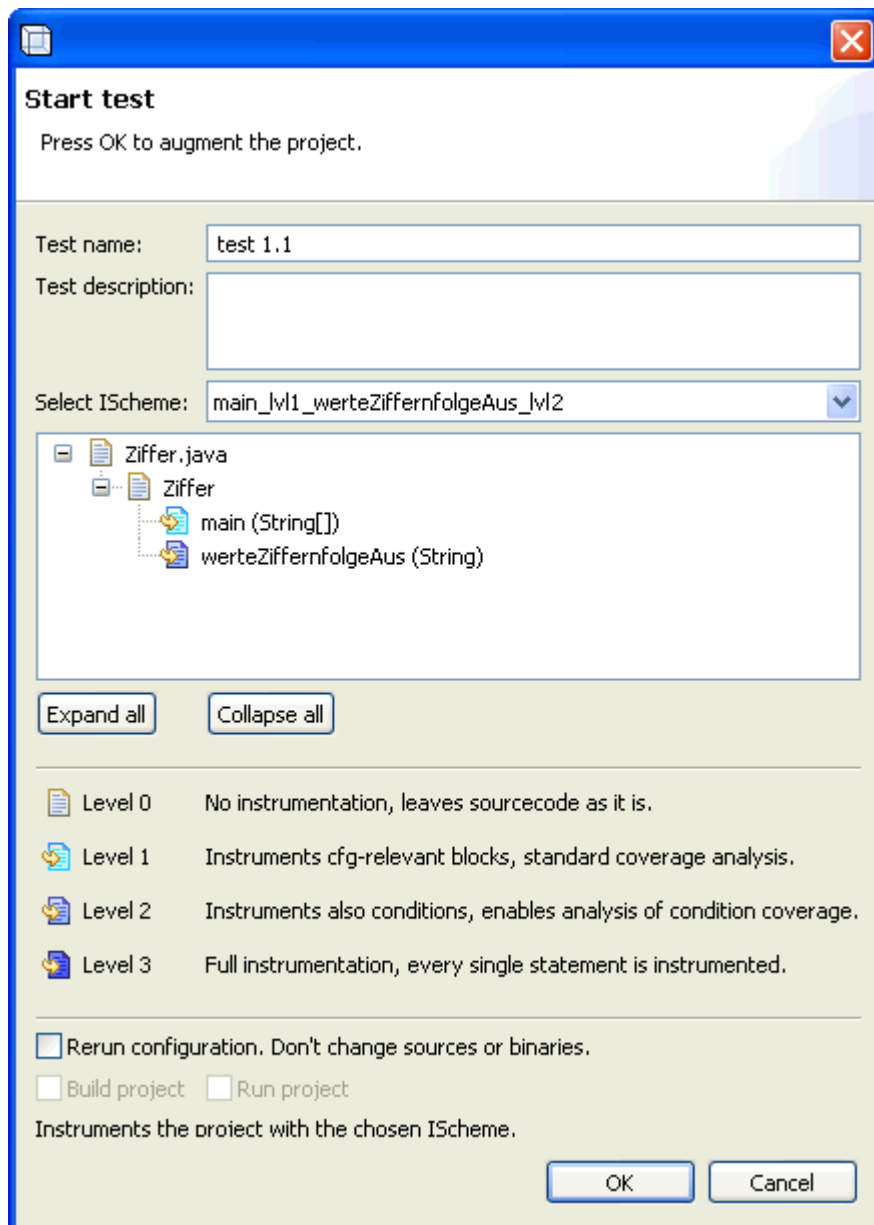 Start test
Press OK to augment the project.
Test name: test 1.1
Test description:
Select IScheme: main_lvl1_werteZiffernfolgeAus_lvl2
Ziffer.java
Ziffer
main (String[])
werteZiffernfolgeAus (String)
Expand all Collapse all
Level 0 No instrumentation, leaves sourcecode as it is.
Level 1 Instruments cfg-relevant blocks, standard coverage analysis.
Level 2 Instruments also conditions, enables analysis of condition coverage.
Level 3 Full instrumentation, every single statement is instrumented.
Rerun configuration. Don't change sources or binaries.
Build project Run project
Instruments the project with the chosen IScheme.
OK Cancel